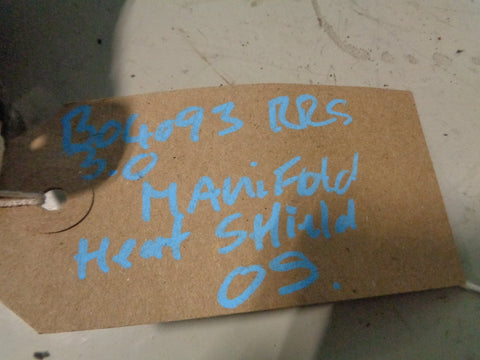 B04093 RRS
3.0
MANiFold
Heat SHield
09.